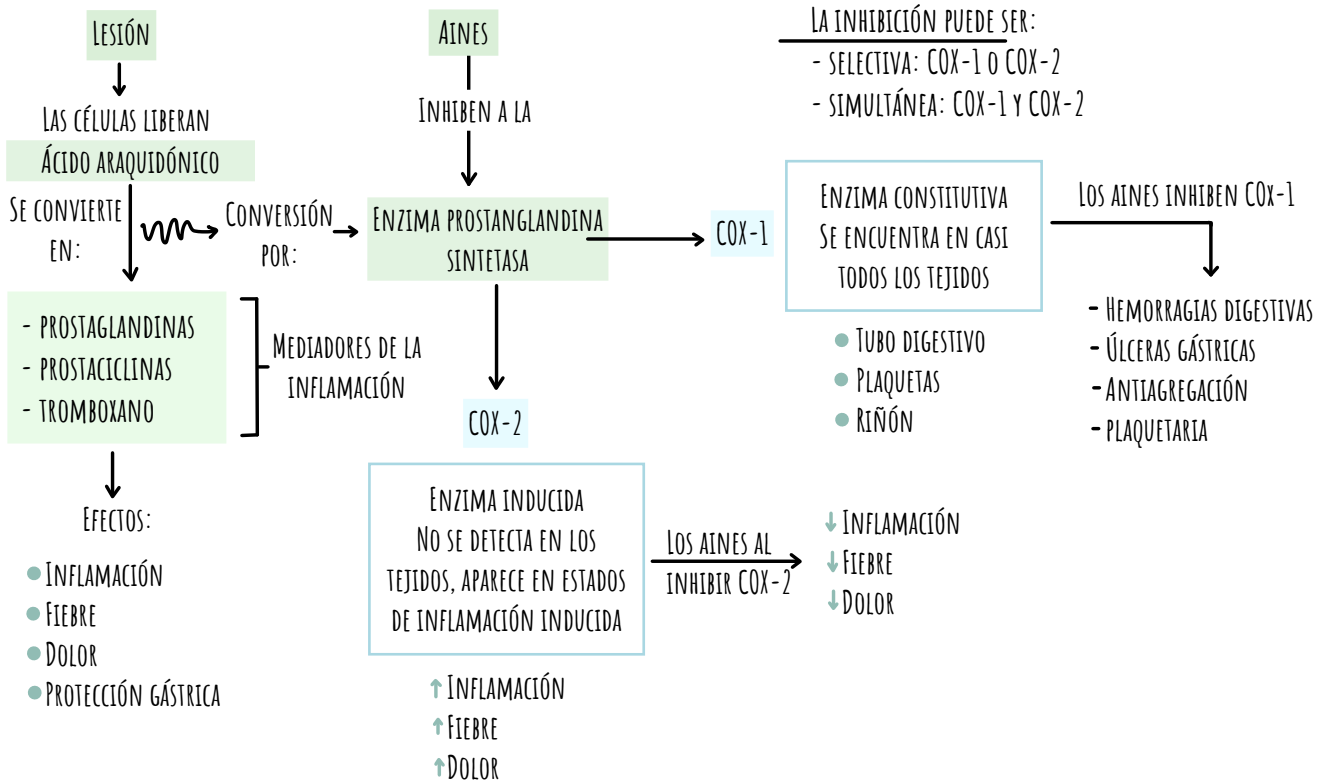 Lesión
Las células liberan
Ácido araquidónico
Se convierte
en:
Conversión
por:
- prostaglandinas
- prostaciclinas
- tromboxano
Mediadores de la
inflamación
Efectos:
Inflamación
Fiebre
Dolor
Protección gástrica
Aines
Inhiben a la
Enzima prostanglandina
sintetasa
COX-2
Enzima inducida
No se detecta en los
tejidos, aparece en estados
de inflamación inducida
↑ Inflamación
↑ Fiebre
↑ Dolor
Los aines al
inhibir COX-2
↓ Inflamación
↓ Fiebre
↓ Dolor
La inhibición puede ser:
- selectiva: COX-1 o COX-2
- simultánea: COX-1 y COX-2
COX-1
Enzima constitutiva
Se encuentra en casi
todos los tejidos
Tubo digestivo
Plaquetas
Riñón
Los aines inhiben COx-1
- Hemorragias digestivas
- Úlceras gástricas
- Antiagregación
- plaquetaria